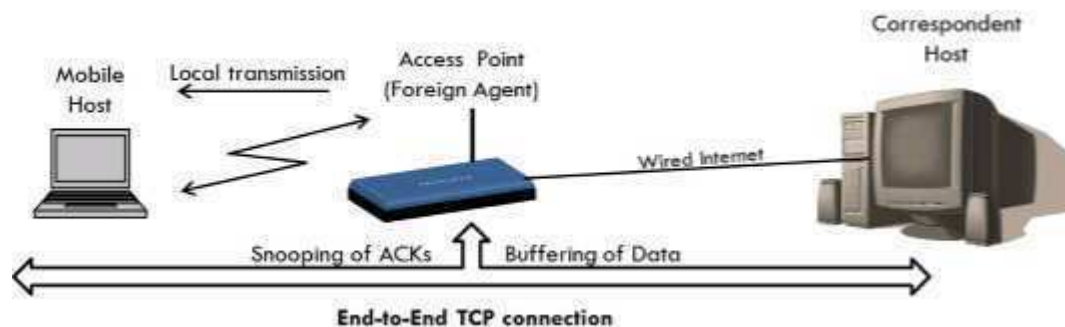 Correspondent
Host
Access Point
(Foreign Agent)
Local transmission
Mobile
Host
Wired Internet
Snooping of ACKs
Buffering of Data
End-to-End TCP connection